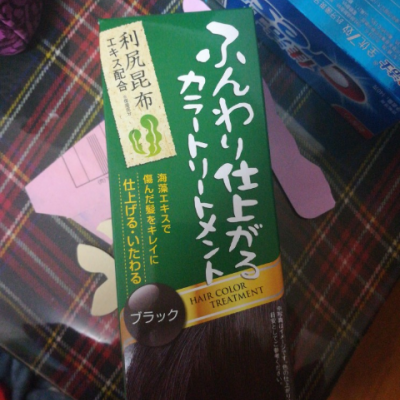 利尻昆布
エキス配合
ふんわり仕上がる
カラートリートメント
海藻エキスで
傷んだ髪をキレイに
仕上げる・いたわる
HAIR COLOR
TREATMENT
ブラック